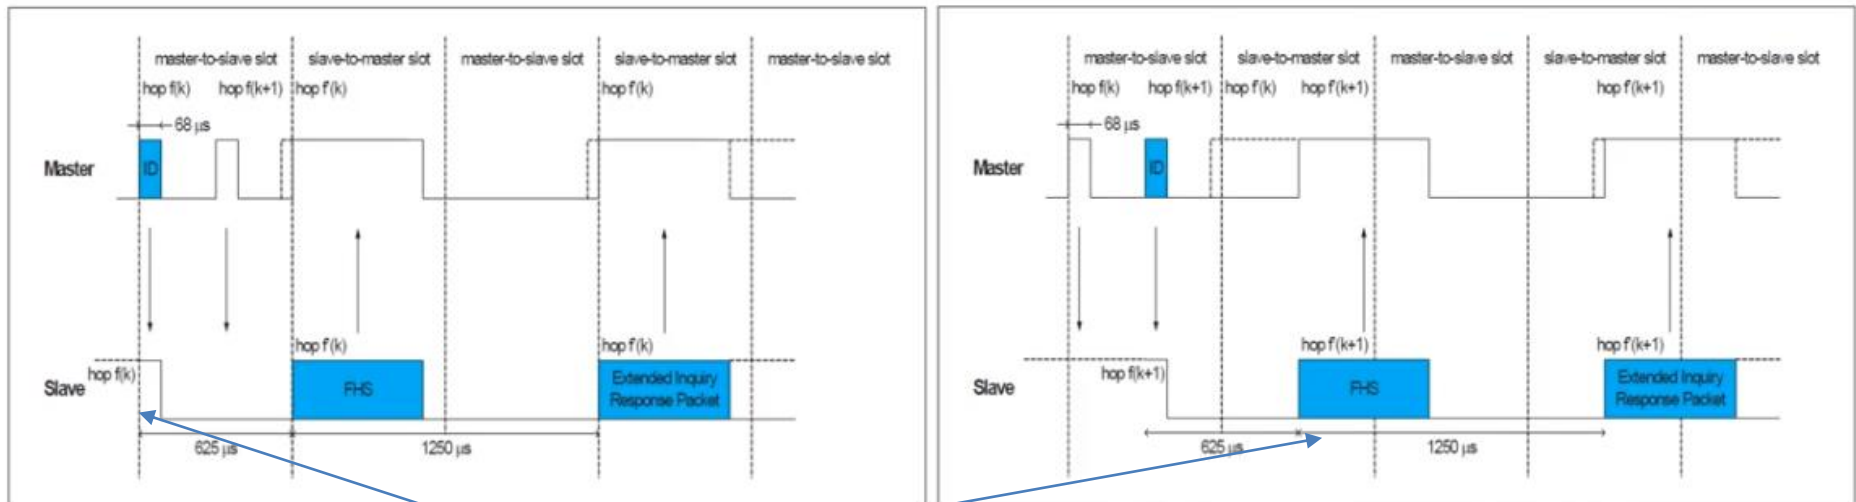 master-to-slave slot slave-to-master slot master-to-slave slot slave-to-master slot master-to-slave slot
hop f(k) hop f(k+1) hop f'(k) hop f'(k)
68 µs
Master ID
hop f'(k) hop f'(k)
hop f(k)
Slave FHS Extended Inquiry
Response Packet
625 µs 1250 µs
master-to-slave slot slave-to-master slot master-to-slave slot slave-to-master slot master-to-slave slot
hop f(k) hop f(k+1) hop f'(k) hop f'(k+1) hop f'(k+1)
68 µs
Master ID
hop f'(k+1) hop f'(k+1)
hop f(k+1)
Slave FHS Extended Inquiry
Response Packet
625 µs 1250 µs